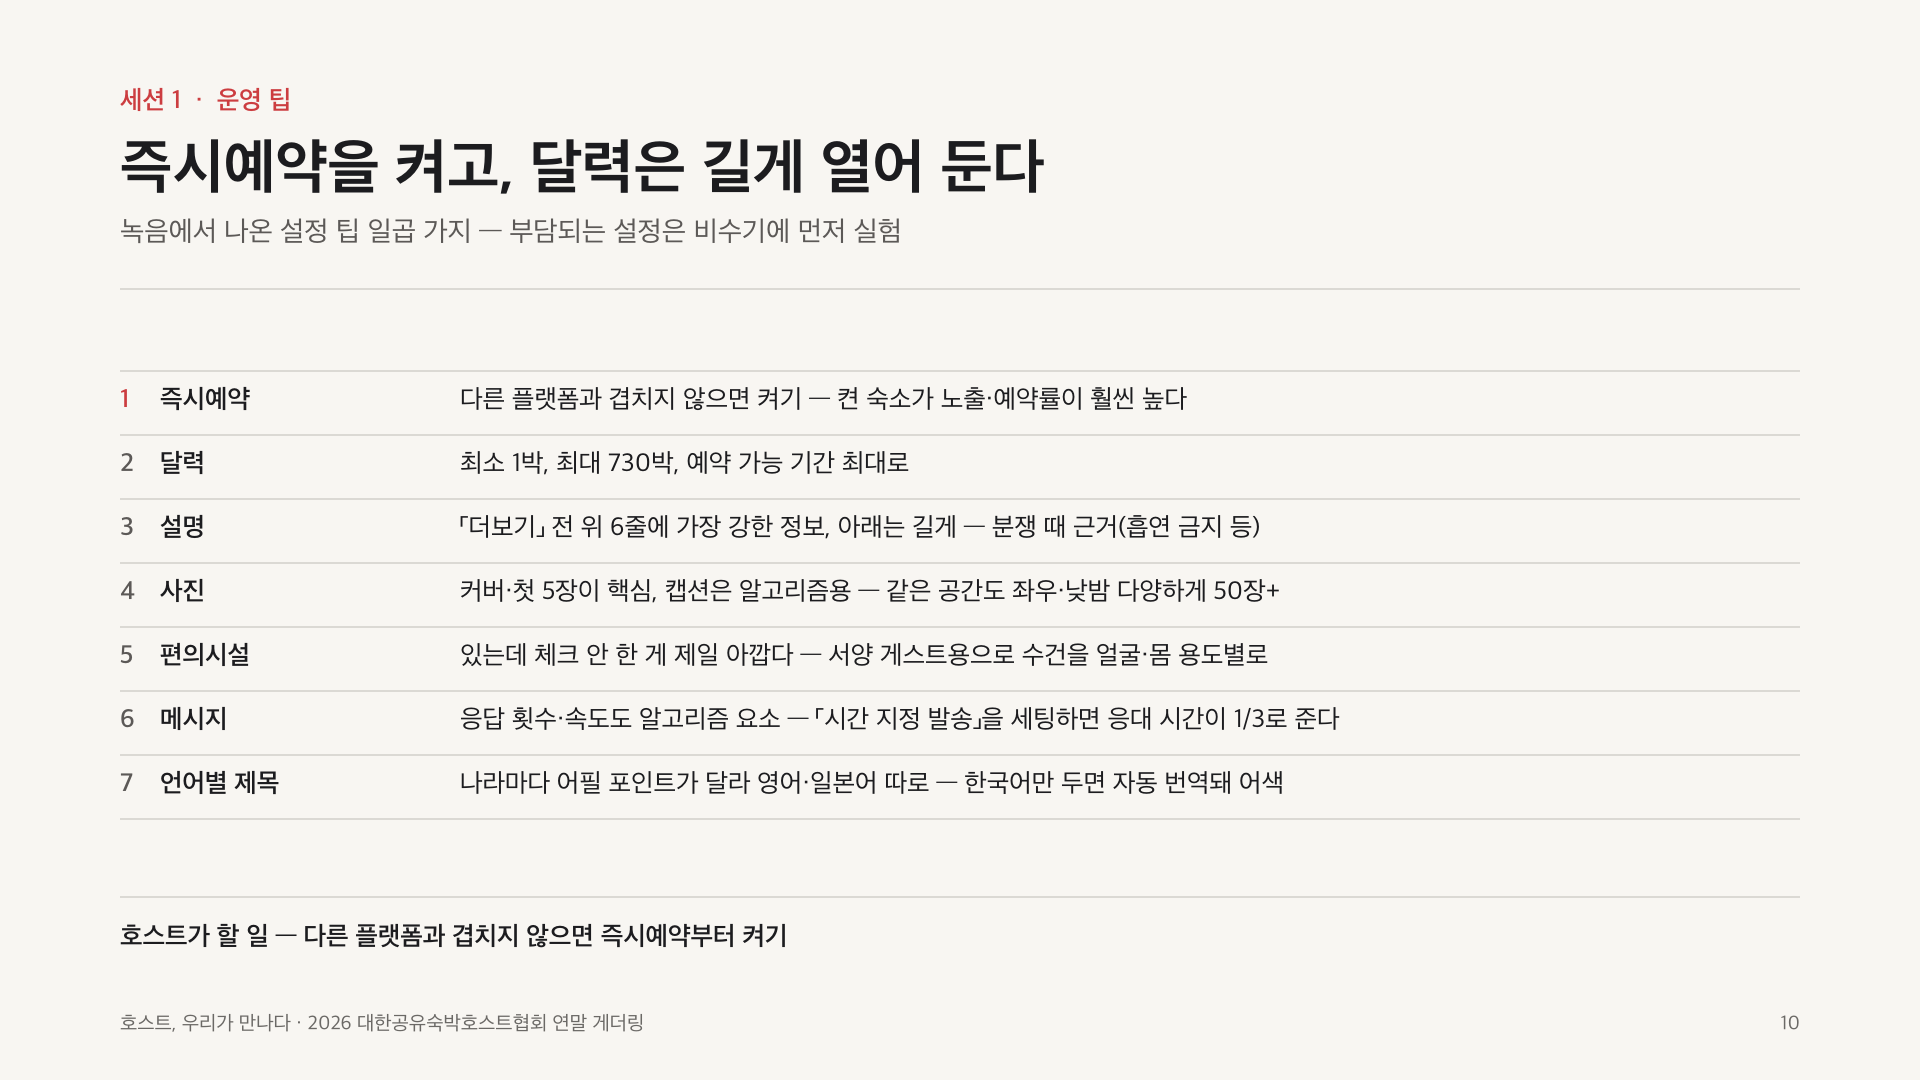 세션 1 · 운영 팁
즉시예약을 켜고, 달력은 길게 열어 둔다
녹음에서 나온 설정 팁 일곱 가지 — 부담되는 설정은 비수기에 먼저 실험
1 즉시예약 다른 플랫폼과 겹치지 않으면 켜기 — 켠 숙소가 노출·예약률이 훨씬 높다
2 달력 최소 1박, 최대 730박, 예약 가능 기간 최대로
3 설명 「더보기」 전 위 6줄에 가장 강한 정보, 아래는 길게 — 분쟁 때 근거(흡연 금지 등)
4 사진 커버·첫 5장이 핵심, 캡션은 알고리즘용 — 같은 공간도 좌우·낮밤 다양하게 50장+
5 편의시설 있는데 체크 안 한 게 제일 아깝다 — 서양 게스트용으로 수건을 얼굴·몸 용도별로
6 메시지 응답 횟수·속도도 알고리즘 요소 — 「시간 지정 발송」을 세팅하면 응대 시간이 1/3로 준다
7 언어별 제목 나라마다 어필 포인트가 달라 영어·일본어 따로 — 한국어만 두면 자동 번역돼 어색
호스트가 할 일 — 다른 플랫폼과 겹치지 않으면 즉시예약부터 켜기
호스트, 우리가 만나다 · 2026 대한공유숙박호스트협회 연말 게더링
10